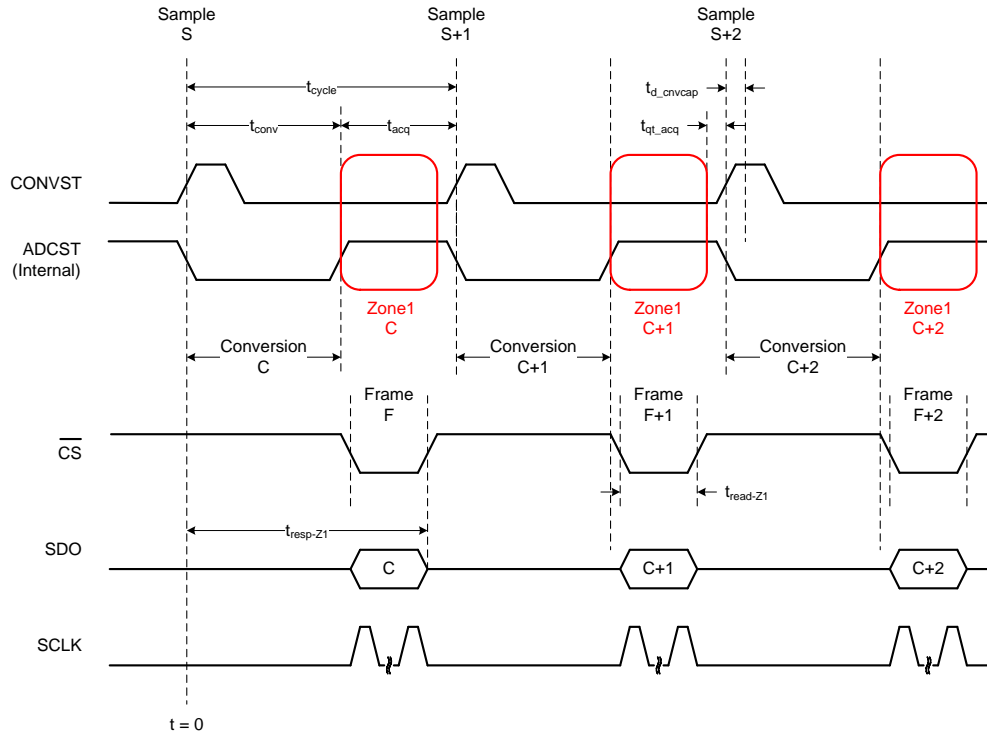 Sample
S
Sample
S+1
Sample
S+2
tcycle
td_cnvcap
tconv
tacq
tqt_acq
CONVST
ADCST
(Internal)
Zone1
C
Zone1
C+1
Zone1
C+2
Conversion
C
Conversion
C+1
Conversion
C+2
Frame
F
Frame
F+1
Frame
F+2
CS
tread-Z1
tresp-Z1
SDO
C
C+1
C+2
SCLK
t = 0